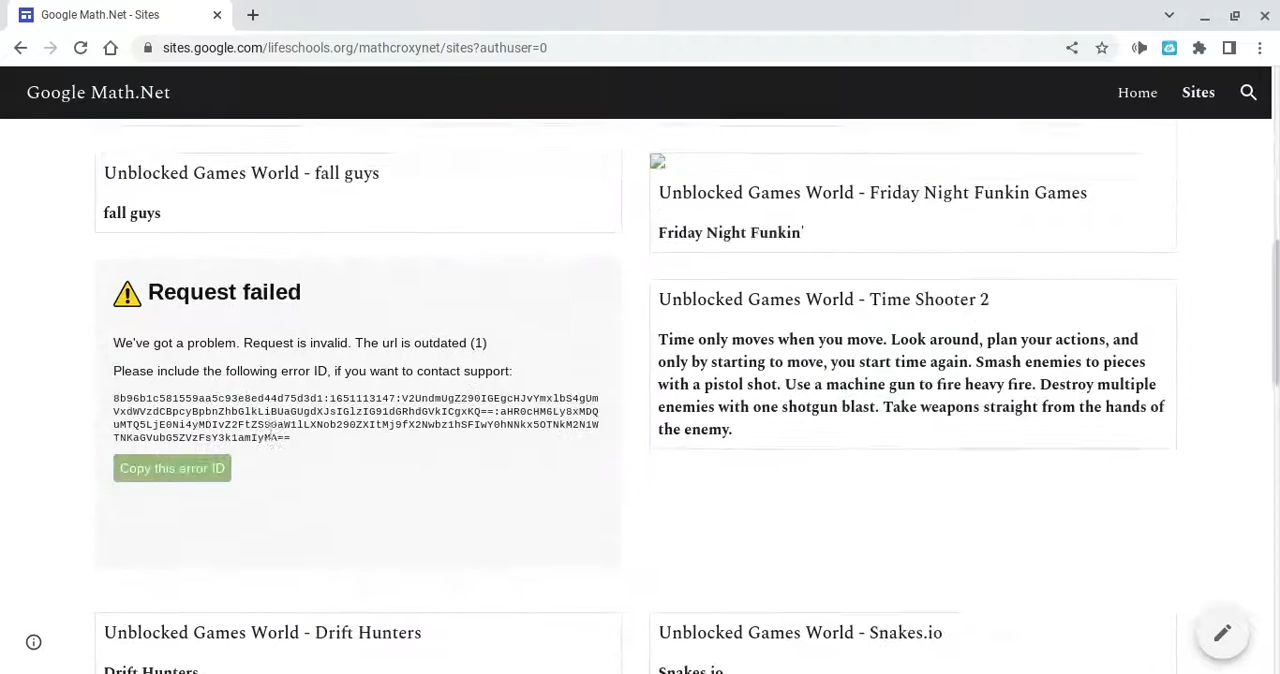 Google Math.Net - Sites
sites.google.com/lifeschools.org/mathcroxynet/sites?authuser=0
Google Math.Net
Home
Sites
Unblocked Games World - fall guys
fall guys
Unblocked Games World - Friday Night Funkin Games
Friday Night Funkin'
Request failed
We've got a problem. Request is invalid. The url is outdated (1)
Please include the following error ID, if you want to contact support:
Copy this error ID
Unblocked Games World - Time Shooter 2
Time only moves when you move. Look around, plan your actions, and
only by starting to move, you start time again. Smash enemies to pieces
with a pistol shot. Use a machine gun to fire heavy fire. Destroy multiple
enemies with one shotgun blast. Take weapons straight from the hands of
the enemy.
Unblocked Games World - Drift Hunters
Drift Hunters
Unblocked Games World - Snakes.io
Snakes.io